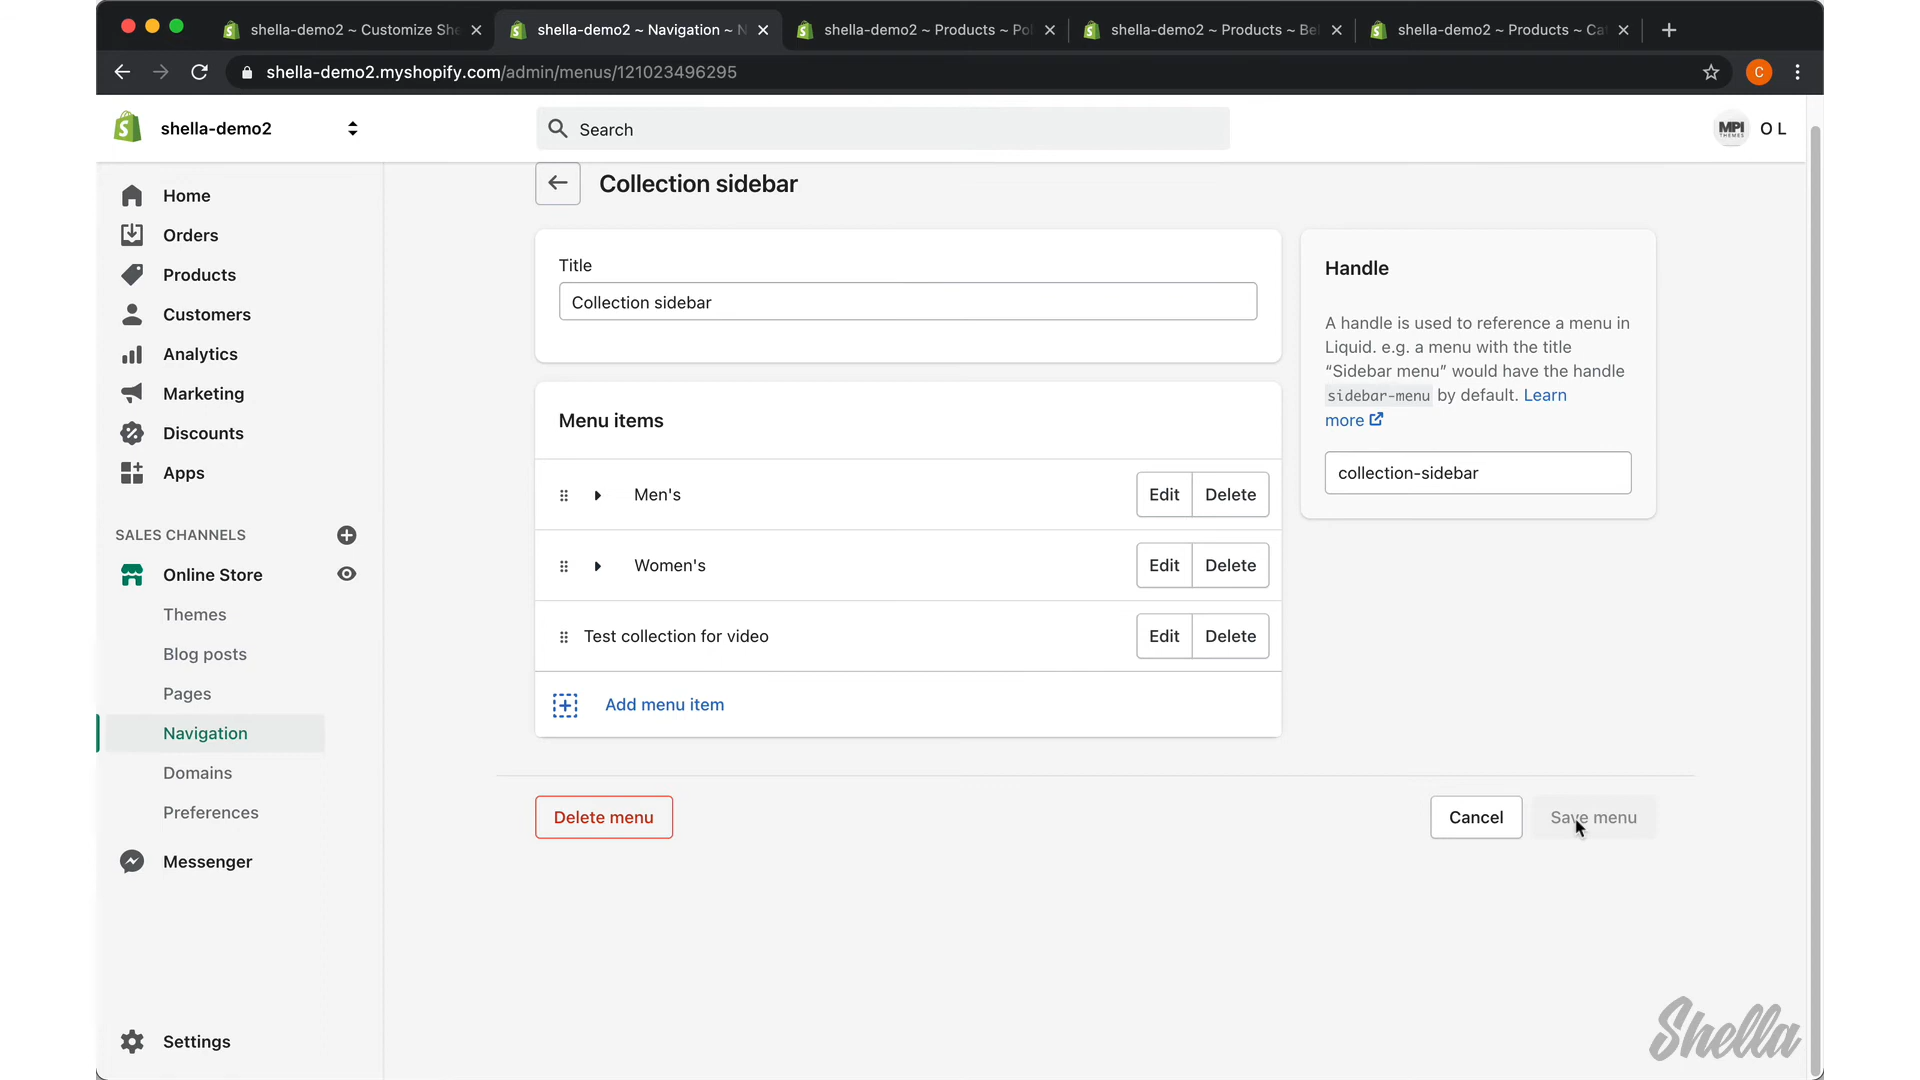 shella-demo2 ~ Customize She
shella-demo2 ~ Navigation ~ N
shella-demo2 ~ Products ~ Pol
shella-demo2 ~ Products ~ Bel
shella-demo2 ~ Products ~ Cat
shella-demo2.myshopify.com/admin/menus/121023496295
C
shella-demo2
Search
MPI
THEMES
O L
Home
Orders
Products
Customers
Analytics
Marketing
Discounts
Apps
SALES CHANNELS
Online Store
Themes
Blog posts
Pages
Navigation
Domains
Preferences
Messenger
Settings
Collection sidebar
Title
Collection sidebar
Menu items
Men's
Edit
Delete
Women's
Edit
Delete
Test collection for video
Edit
Delete
Add menu item
Handle
A handle is used to reference a menu in
Liquid. e.g. a menu with the title
“Sidebar menu” would have the handle
sidebar-menu by default. Learn
more
collection-sidebar
Delete menu
Cancel
Save menu
Shella